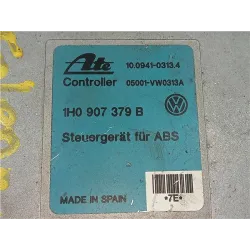 Ate 10.0941-0313.4
Controller 05001-VW0313A
1H0 907 379 B
Steuergerät für ABS
MADE IN SPAIN
*7E*